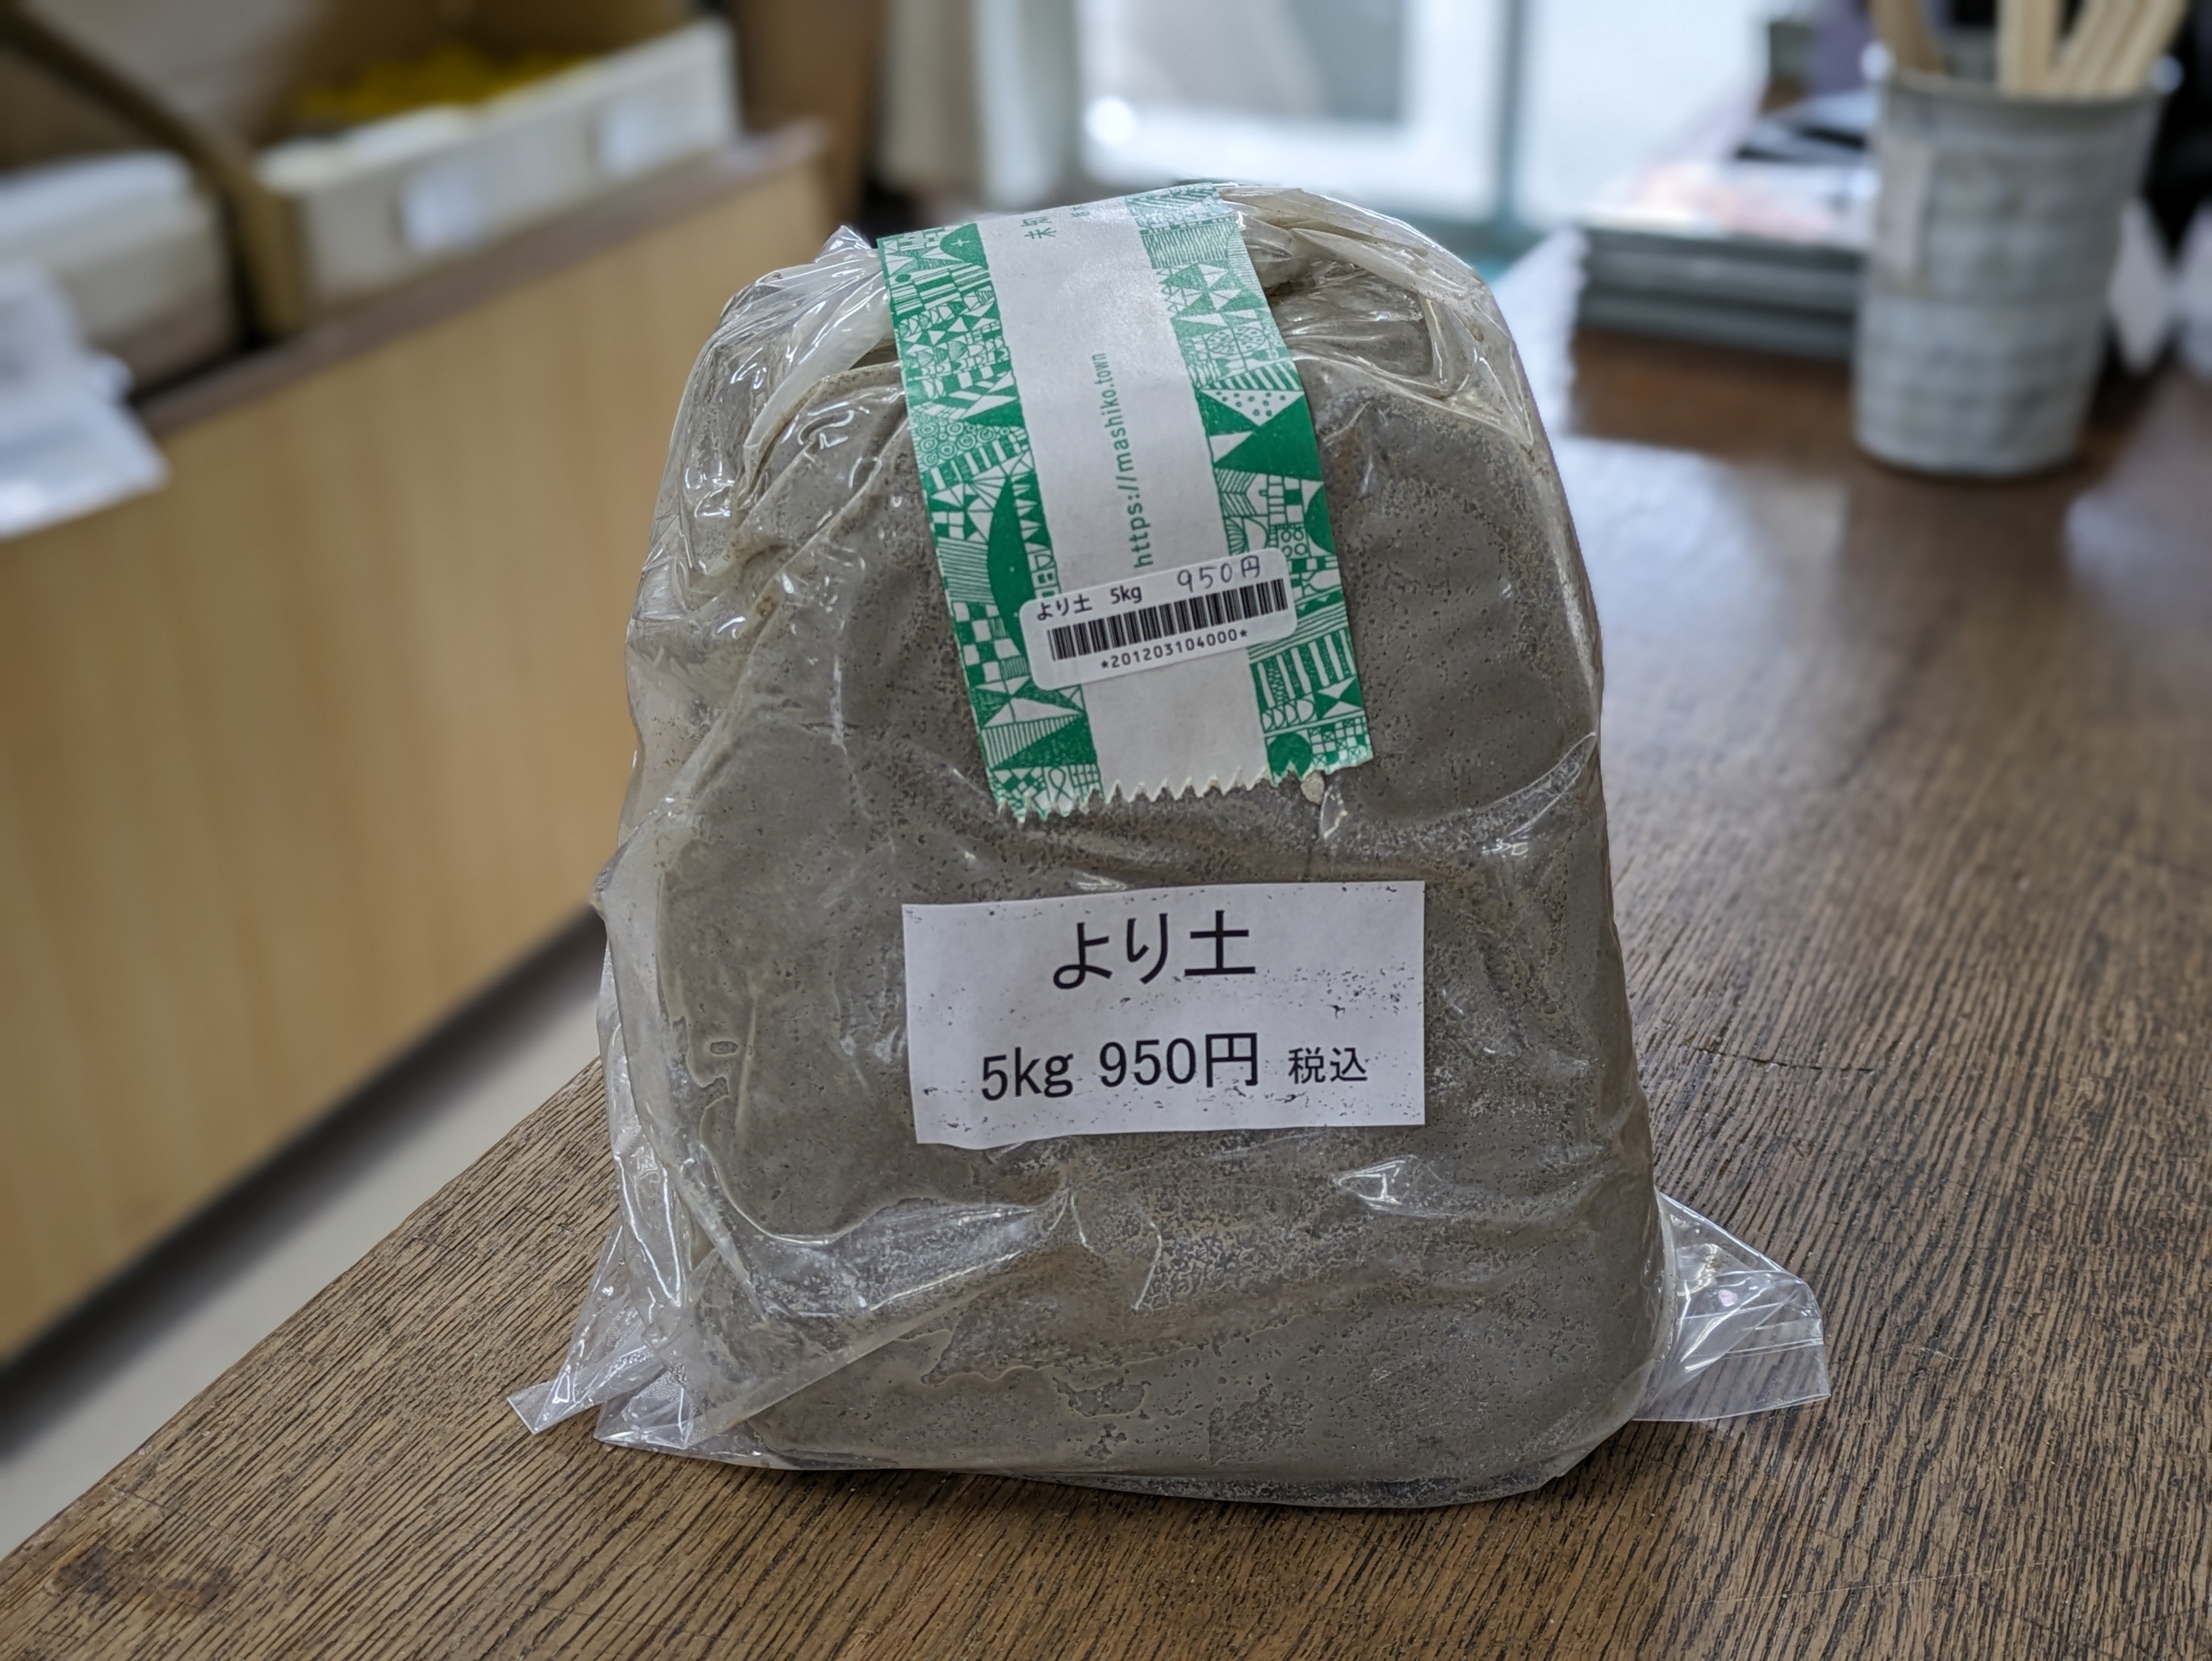 https://mashiko.town
より土 5kg 950円
*201203104000*
より土
5kg 950円 税込